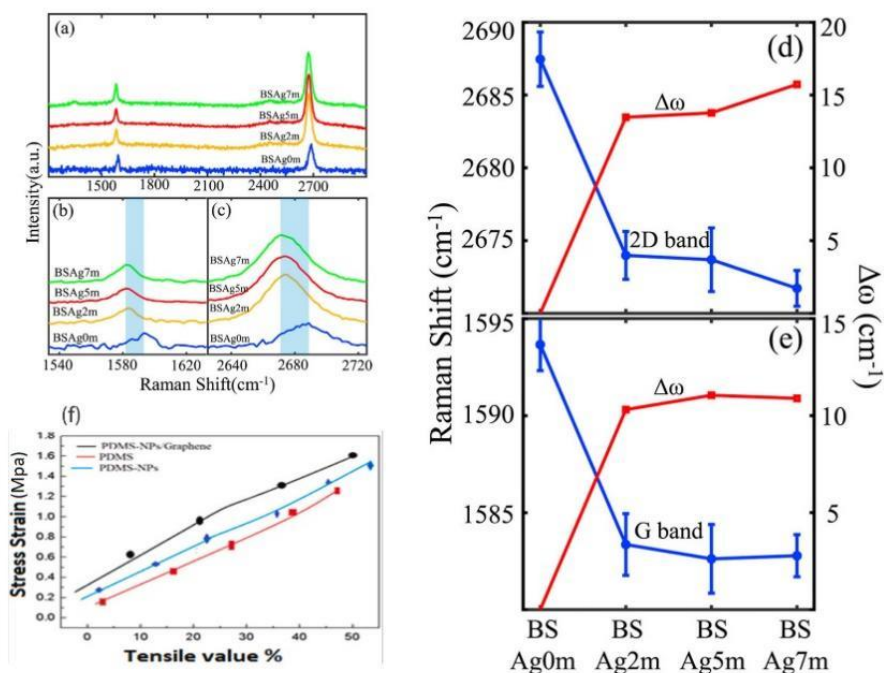 (a)
BSAg7m
BSAg5m
BSAg2m
BSAg0m
1500 1800 2100 2400 2700
Intensity(a.u.)
(b)
BSAg7m
BSAg5m
BSAg2m
BSAg0m
1540 1580 1620
(c)
BSAg7m
BSAg5m
BSAg2m
BSAg0m
2640 2680 2720
Raman Shift(cm-1)
(f)
PDMS-NPs/Graphene
PDMS
PDMS-NPs
Stress Strain(Mpa)
1.8
1.6
1.4
1.2
1.0
0.8
0.6
0.4
0.2
0.0
0 10 20 30 40 50
Tensile value %
(d)
2690
2685
2680
2675
Δω
2D band
20
15
10
5
Raman Shift (cm-1)
Δω (cm-1)
(e)
1595
1590
1585
Δω
G band
15
10
5
BS BS BS BS
Ag0m Ag2m Ag5m Ag7m